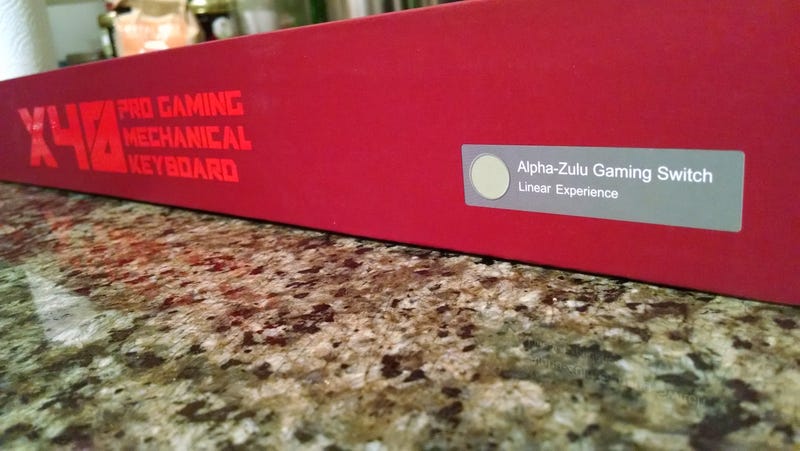 X40 PRO GAMING
MECHANICAL
KEYBOARD
Alpha-Zulu Gaming Switch
Linear Experience